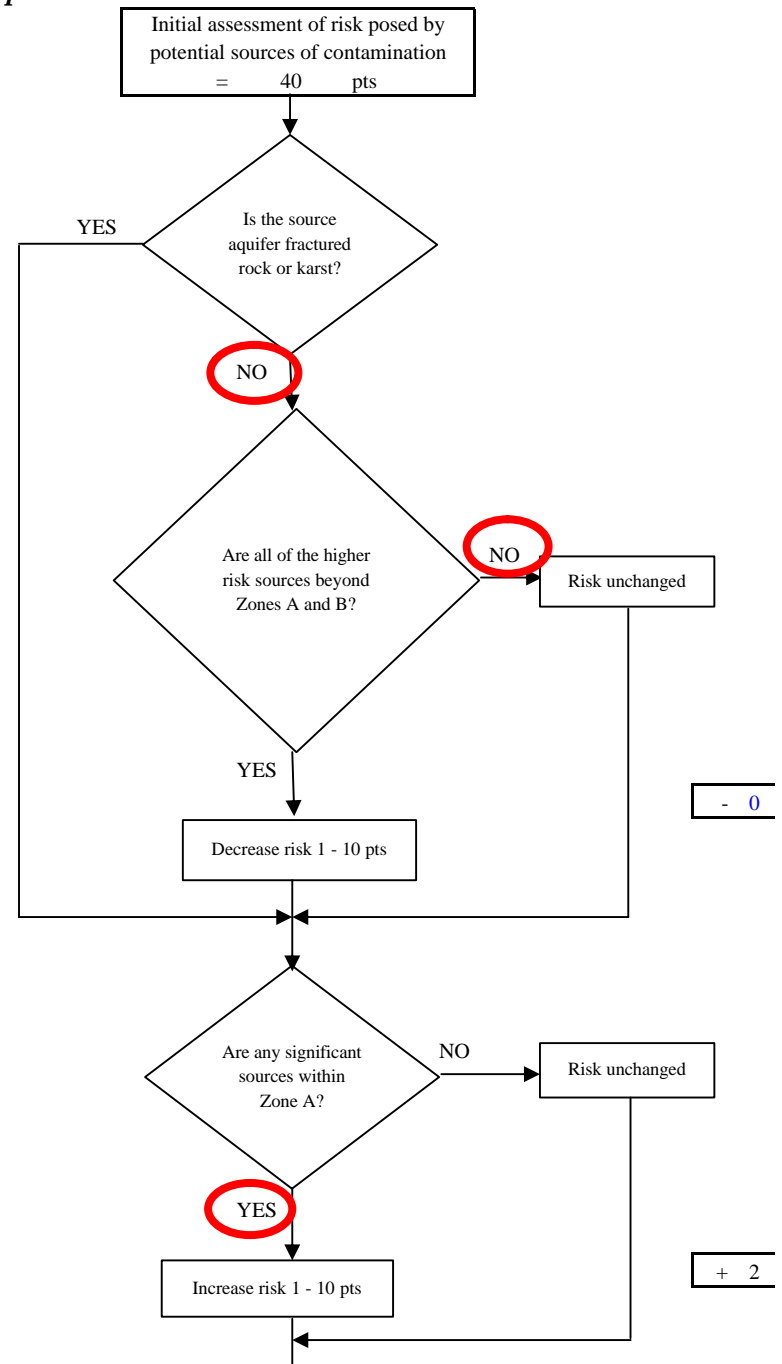 Initial assessment of risk posed by
potential sources of contamination
= 40 pts
YES
Is the source
aquifer fractured
rock or karst?
NO
Are all of the higher
risk sources beyond
Zones A and B?
NO
Risk unchanged
YES
- 0
Decrease risk 1 - 10 pts
Are any significant
sources within
Zone A?
NO
Risk unchanged
YES
+ 2
Increase risk 1 - 10 pts